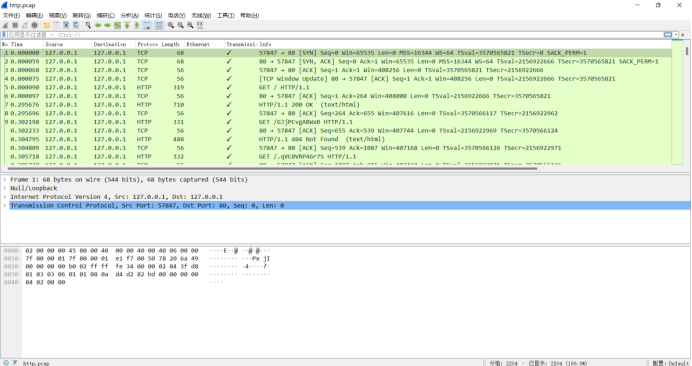 http.pcap
文件(F) 编辑(E) 视图(V) 跳转(G) 捕获(C) 分析(A) 统计(S) 电话(Y) 无线(W) 工具(T) 帮助(H)
应用显示过滤器 … <Ctrl-/>
No Time Source Destination Protoco Length Ethernet Transmissi Info
1 0.000000 127.0.0.1 127.0.0.1 TCP 68 ✓ 57847 → 80 [SYN] Seq=0 Win=65535 Len=0 MSS=16344 WS=64 TSval=3570565821 TSecr=0 SACK_PERM=1
2 0.000059 127.0.0.1 127.0.0.1 TCP 68 ✓ 80 → 57847 [SYN, ACK] Seq=0 Ack=1 Win=65535 Len=0 MSS=16344 WS=64 TSval=2156922666 TSecr=3570565821 SACK_PERM=1
3 0.000068 127.0.0.1 127.0.0.1 TCP 56 ✓ 57847 → 80 [ACK] Seq=1 Ack=1 Win=408256 Len=0 TSval=3570565821 TSecr=2156922666
4 0.000075 127.0.0.1 127.0.0.1 TCP 56 ✓ [TCP Window Update] 80 → 57847 [ACK] Seq=1 Ack=1 Win=408256 Len=0 TSval=2156922666 TSecr=3570565821
5 0.000090 127.0.0.1 127.0.0.1 HTTP 319 ✓ GET / HTTP/1.1
6 0.000097 127.0.0.1 127.0.0.1 TCP 56 ✓ 80 → 57847 [ACK] Seq=1 Ack=264 Win=408000 Len=0 TSval=2156922666 TSecr=3570565821
7 0.295676 127.0.0.1 127.0.0.1 HTTP 710 ✓ HTTP/1.1 200 OK (text/html)
8 0.295696 127.0.0.1 127.0.0.1 TCP 56 ✓ 57847 → 80 [ACK] Seq=264 Ack=655 Win=407616 Len=0 TSval=3570566117 TSecr=2156922962
9 0.302198 127.0.0.1 127.0.0.1 HTTP 331 ✓ GET /GJjPCvgABWx0 HTTP/1.1
0.302233 127.0.0.1 127.0.0.1 TCP 56 ✓ 80 → 57847 [ACK] Seq=655 Ack=539 Win=407744 Len=0 TSval=2156922969 TSecr=3570566124
0.304795 127.0.0.1 127.0.0.1 HTTP 488 ✓ HTTP/1.1 404 Not Found (text/html)
0.304809 127.0.0.1 127.0.0.1 TCP 56 ✓ 57847 → 80 [ACK] Seq=539 Ack=1087 Win=407168 Len=0 TSval=3570566126 TSecr=2156922971
0.305718 127.0.0.1 127.0.0.1 HTTP 332 ✓ GET /.qVC0VRP46r7S HTTP/1.1
Frame 1: 68 bytes on wire (544 bits), 68 bytes captured (544 bits)
Null/Loopback
Internet Protocol Version 4, Src: 127.0.0.1, Dst: 127.0.0.1
Transmission Control Protocol, Src Port: 57847, Dst Port: 80, Seq: 0, Len: 0
0000 02 00 00 00 45 00 00 40 00 00 40 00 40 06 00 00 ····E··@ ··@·@···
0010 7f 00 00 01 7f 00 00 01 e1 f7 00 50 78 20 6a 49 ········ ···Px jI
0020 00 00 00 00 b0 02 ff ff fe 34 00 00 02 04 3f d8 ········ ·4····?·
0030 01 03 03 06 01 01 08 0a d4 d2 82 bd 00 00 00 00 ········ ········
0040 04 02 00 00 ····
http.pcap
分组: 2204 · 已显示: 2204 (100.0%)
配置: Default